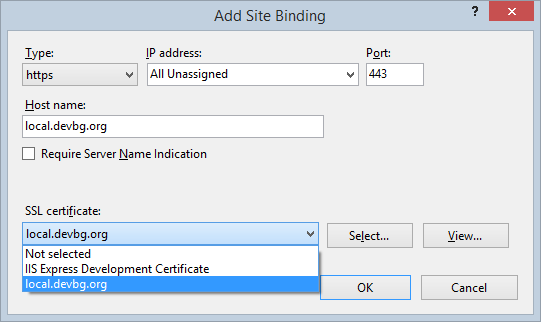 Add Site Binding
? 
Type: IP address: Port:
https All Unassigned 443
Host name:
local.devbg.org
Require Server Name Indication
SSL certificate:
local.devbg.org Select... View...
Not selected
IIS Express Development Certificate
local.devbg.org
OK Cancel